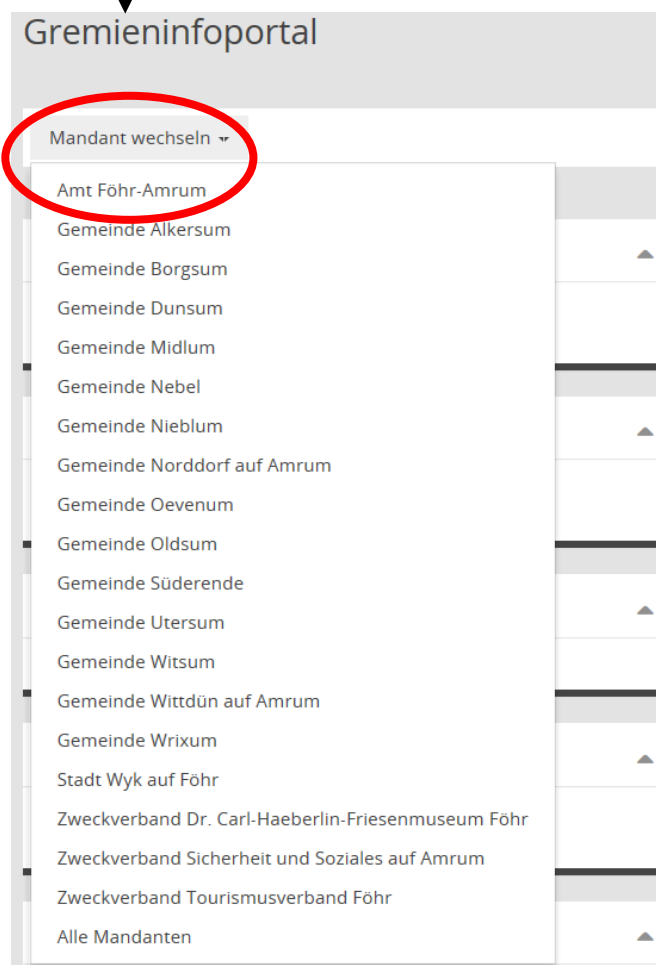 Gremieninfoportal
Mandant wechseln
Amt Föhr-Amrum
Gemeinde Alkersum
Gemeinde Borgsum
Gemeinde Dunsum
Gemeinde Midlum
Gemeinde Nebel
Gemeinde Nieblum
Gemeinde Norddorf auf Amrum
Gemeinde Oevenum
Gemeinde Oldsum
Gemeinde Süderende
Gemeinde Utersum
Gemeinde Witsum
Gemeinde Wittdün auf Amrum
Gemeinde Wrixum
Stadt Wyk auf Föhr
Zweckverband Dr. Carl-Haeberlin-Friesenmuseum Föhr
Zweckverband Sicherheit und Soziales auf Amrum
Zweckverband Tourismusverband Föhr
Alle Mandanten